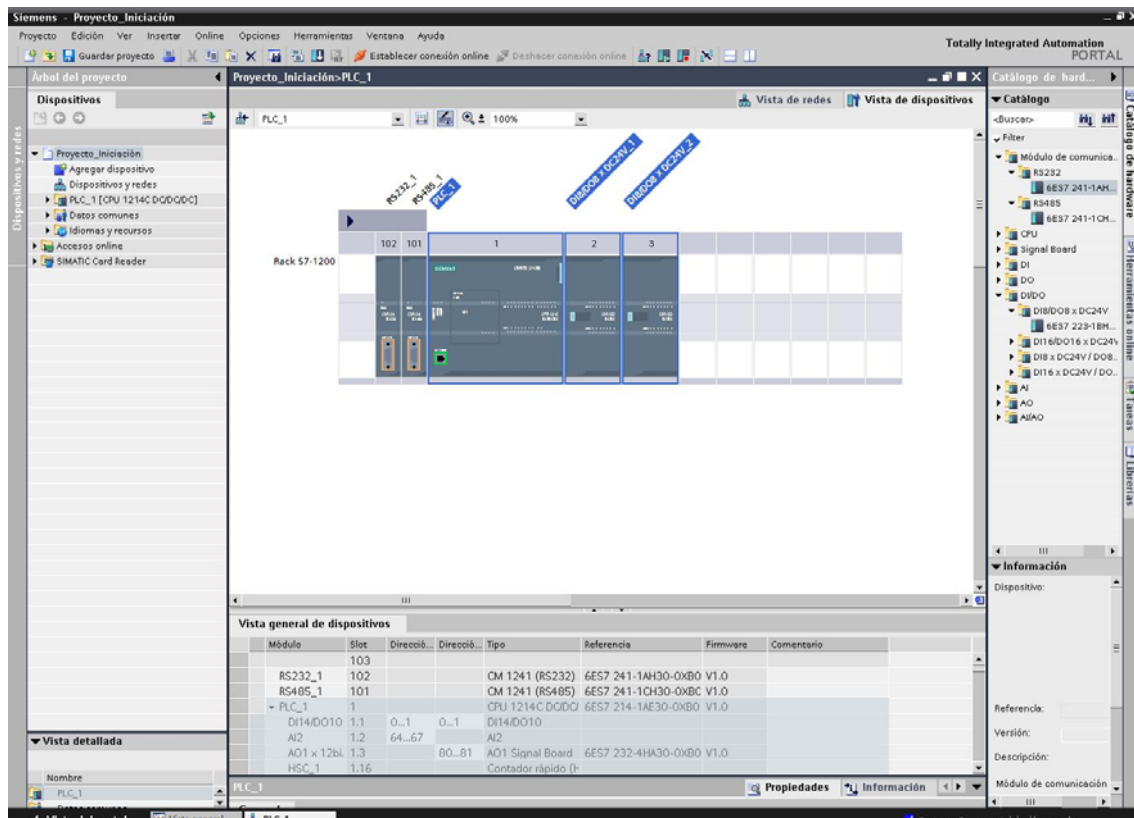 Siemens - Proyecto_Iniciación
Proyecto Edición Ver Insertar Online Opciones Herramientas Ventana Ayuda
Guardar proyecto Establecer conexión online Deshacer conexión online
Totally Integrated Automation
PORTAL
Árbol del proyecto
Dispositivos
Dispositivos y redes
Proyecto_Iniciación
Agregar dispositivo
Dispositivos y redes
PLC_1 [CPU 1214C DC/DC/DC]
Datos comunes
Idiomas y recursos
Accesos online
SIMATIC Card Reader
Vista detallada
Nombre
PLC_1
Proyecto_Iniciación>PLC_1
Vista de redes Vista de dispositivos
PLC_1 100%
RS232_1
RS485_1
PLC_1
DI8/DO8 x DC24V_1
DI8/DO8 x DC24V_2
102 101 1 2 3
Rack S7-1200
Vista general de dispositivos
Módulo Slot Direcció... Direcció... Tipo Referencia Firmware Comentario
103
RS232_1 102 CM 1241 (RS232) 6ES7 241-1AH30-0XB0 V1.0
RS485_1 101 CM 1241 (RS485) 6ES7 241-1CH30-0XBC V1.0
PLC_1 1 CPU 1214C DC/DC/ 6ES7 214-1AE30-0XB0 V1.0
DI14/DO10 1.1 0...1 0...1 DI14/DO10
AI2 1.2 64...67 AI2
AO1 x 12bi. 1.3 80...81 AO1 Signal Board 6ES7 232-4HA30-0XB0 V1.0
HSC_1 1.16 Contador rápido (H
PLC_1
Propiedades Información
Catálogo de hard...
Catálogo
<Buscar>
Filter
Módulo de comunica..
RS232
6ES7 241-1AH...
RS485
6ES7 241-1CH...
CPU
Signal Board
DI
DO
DI/DO
DI8/DO8 x DC24V
6ES7 223-1BH...
DI16/DO16 x DC24V
DI8 x DC24V / DO8..
DI16 x DC24V / DO..
AI
AO
AI/AO
Información
Dispositivo:
Referencia:
Versión:
Descripción:
Módulo de comunicación
Catálogo de hardware
Herramientas online
Tareas
Librerías